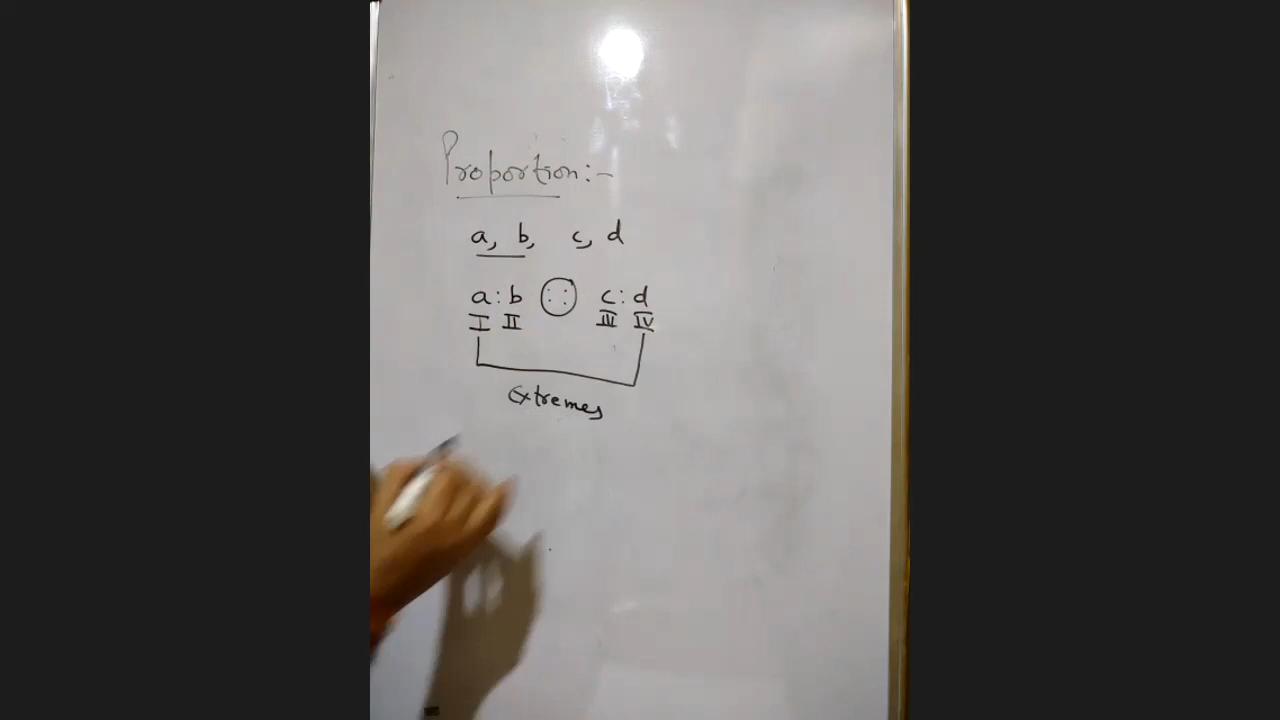 Proportion:-
a, b, c, d
a:b :: c:d
I II III IV
Extremes